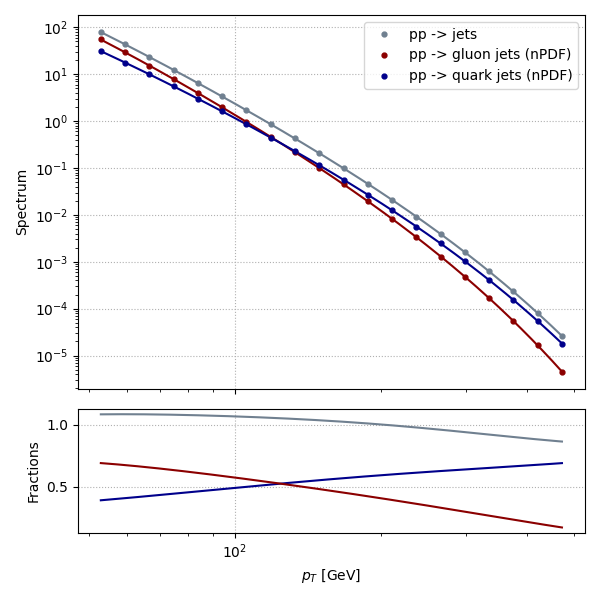 pp -> jets
pp -> gluon jets (nPDF)
pp -> quark jets (nPDF)
Spectrum
10²
10¹
10⁰
10⁻¹
10⁻²
10⁻³
10⁻⁴
10⁻⁵
Fractions
1.0
0.5
10²
p_T [GeV]